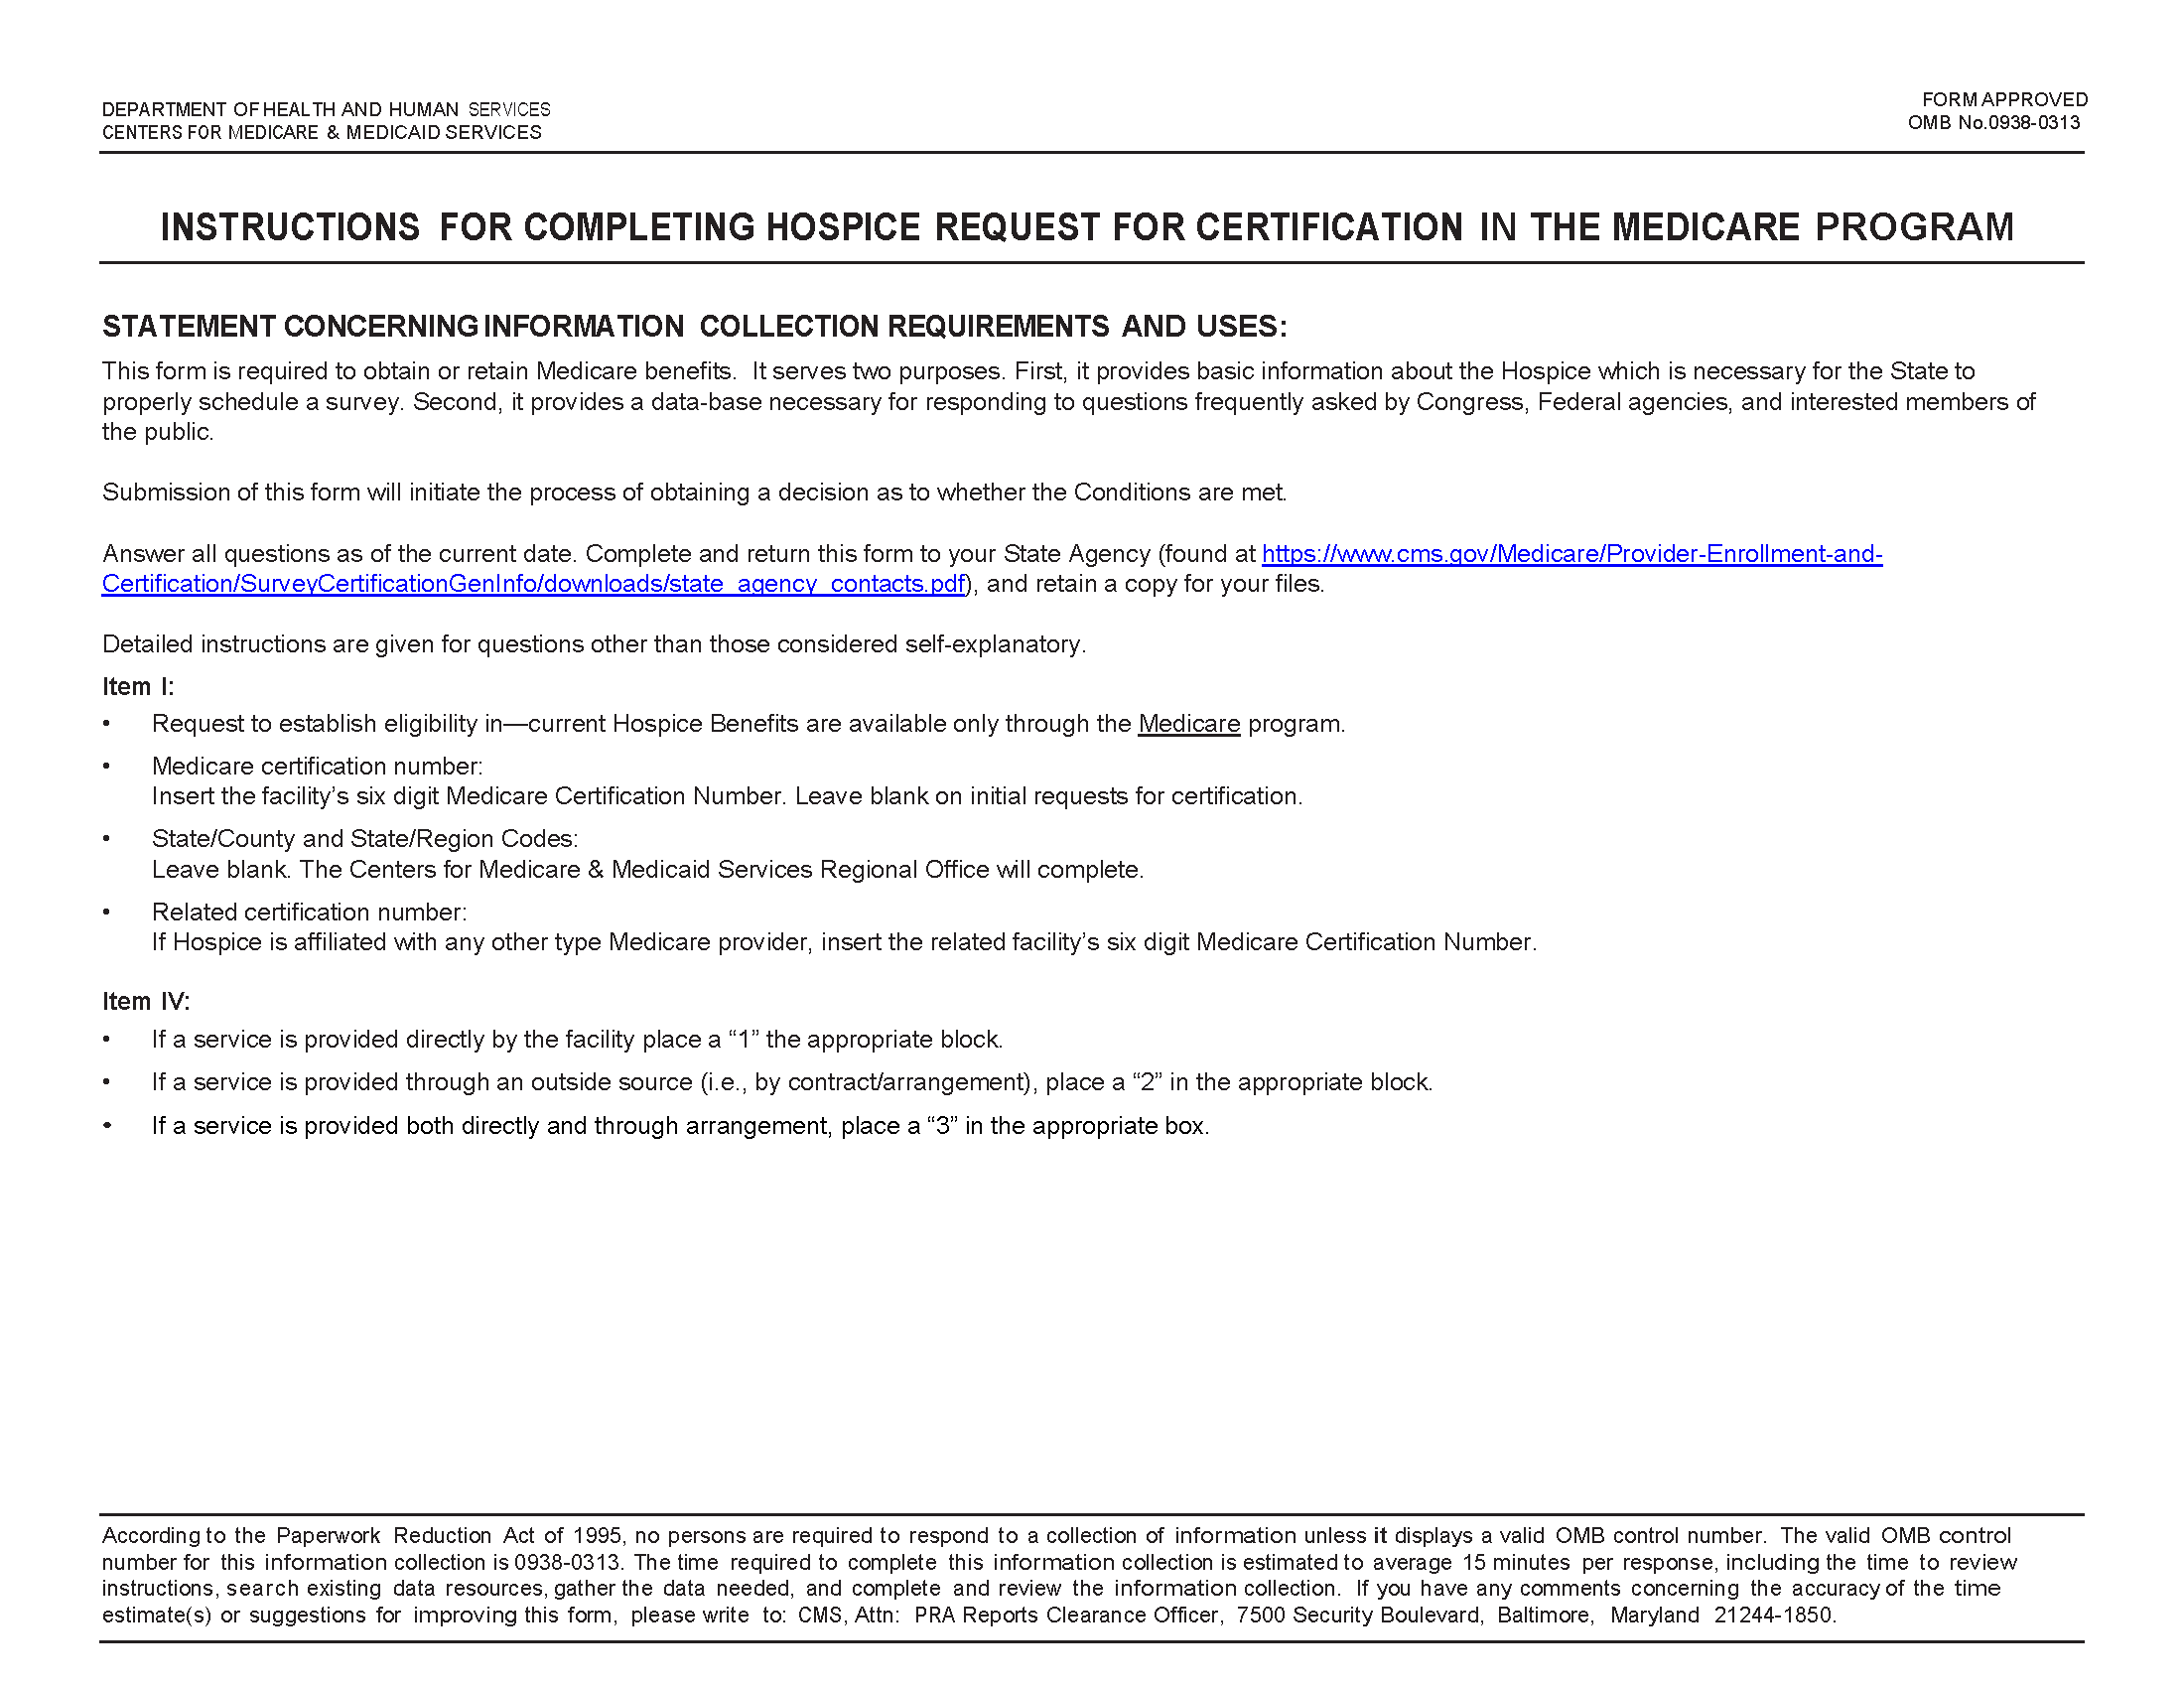 DEPARTMENT OF HEALTH AND HUMAN SERVICES
CENTERS FOR MEDICARE & MEDICAID SERVICES
FORM APPROVED
OMB No.0938-0313
INSTRUCTIONS FOR COMPLETING HOSPICE REQUEST FOR CERTIFICATION IN THE MEDICARE PROGRAM
STATEMENT CONCERNING INFORMATION COLLECTION REQUIREMENTS AND USES:
This form is required to obtain or retain Medicare benefits. It serves two purposes. First, it provides basic information about the Hospice which is necessary for the State to
properly schedule a survey. Second, it provides a data-base necessary for responding to questions frequently asked by Congress, Federal agencies, and interested members of
the public.
Submission of this form will initiate the process of obtaining a decision as to whether the Conditions are met.
Answer all questions as of the current date. Complete and return this form to your State Agency (found at https://www.cms.gov/Medicare/Provider-Enrollment-and-
Certification/SurveyCertificationGenInfo/downloads/state_agency_contacts.pdf), and retain a copy for your files.
Detailed instructions are given for questions other than those considered self-explanatory.
Item I:
• Request to establish eligibility in—current Hospice Benefits are available only through the Medicare program.
• Medicare certification number:
Insert the facility’s six digit Medicare Certification Number. Leave blank on initial requests for certification.
• State/County and State/Region Codes:
Leave blank. The Centers for Medicare & Medicaid Services Regional Office will complete.
• Related certification number:
If Hospice is affiliated with any other type Medicare provider, insert the related facility’s six digit Medicare Certification Number.
Item IV:
• If a service is provided directly by the facility place a “1” the appropriate block.
• If a service is provided through an outside source (i.e., by contract/arrangement), place a “2” in the appropriate block.
• If a service is provided both directly and through arrangement, place a “3” in the appropriate box.
According to the Paperwork Reduction Act of 1995, no persons are required to respond to a collection of information unless it displays a valid OMB control number. The valid OMB control
number for this information collection is 0938-0313. The time required to complete this information collection is estimated to average 15 minutes per response, including the time to review
instructions, search existing data resources, gather the data needed, and complete and review the information collection. If you have any comments concerning the accuracy of the time
estimate(s) or suggestions for improving this form, please write to: CMS, Attn: PRA Reports Clearance Officer, 7500 Security Boulevard, Baltimore, Maryland 21244-1850.